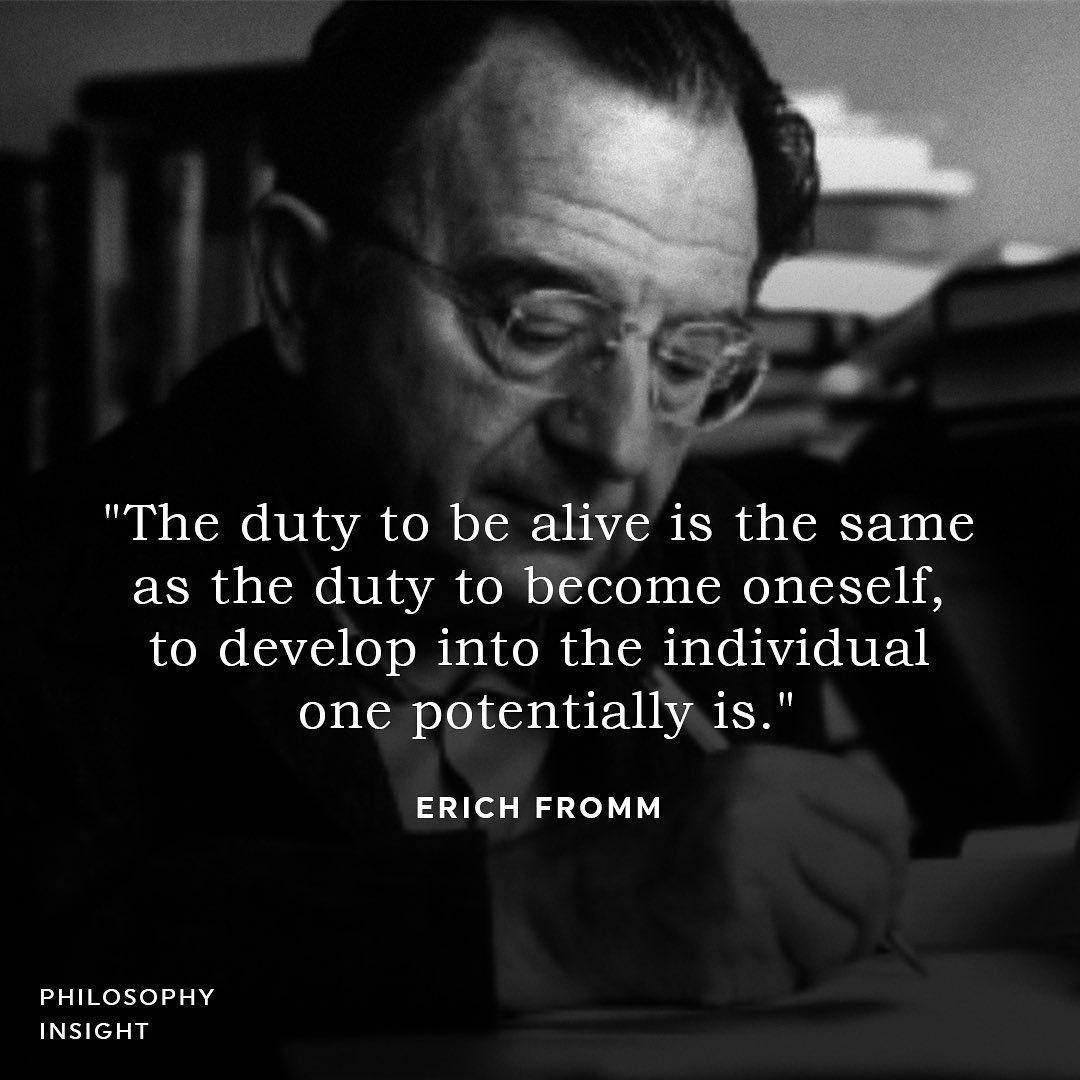 "The duty to be alive is the same
as the duty to become oneself,
to develop into the individual
one potentially is."
ERICH FROMM
PHILOSOPHY
INSIGHT